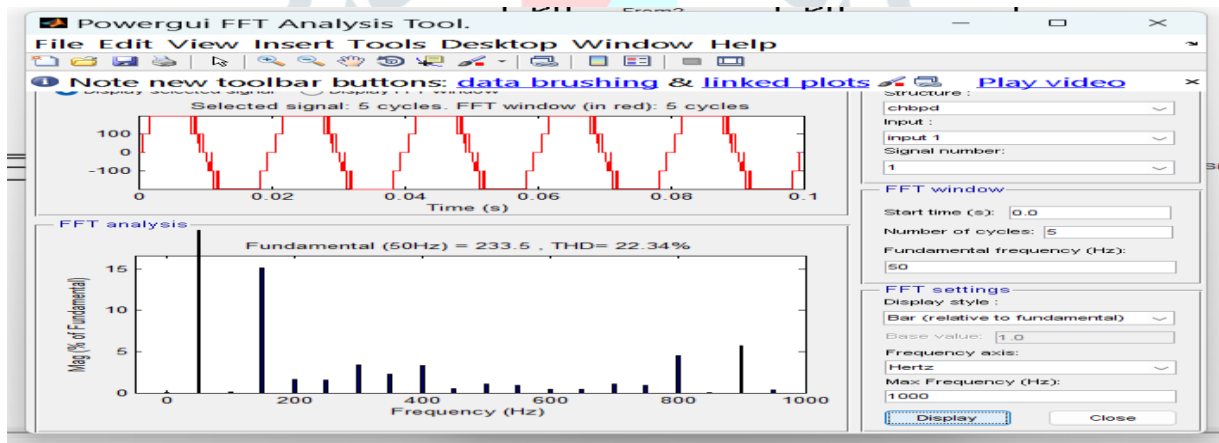 Powergui FFT Analysis Tool.
File Edit View Insert Tools Desktop Window Help
Note new toolbar buttons: data brushing & linked plots Play video
Selected signal: 5 cycles. FFT window (in red): 5 cycles
100
0
-100
0 0.02 0.04 0.06 0.08 0.1
Time (s)
FFT analysis
Fundamental (50Hz) = 233.5 , THD= 22.34%
15
10
5
0
Mag (% of Fundamental)
0 200 400 600 800 1000
Frequency (Hz)
Structure :
chbpd
Input :
input 1
Signal number:
1
FFT window
Start time (s): 0.0
Number of cycles: 5
Fundamental frequency (Hz):
50
FFT settings
Display style :
Bar (relative to fundamental)
Base value: 1.0
Frequency axis:
Hertz
Max Frequency (Hz):
1000
Display Close